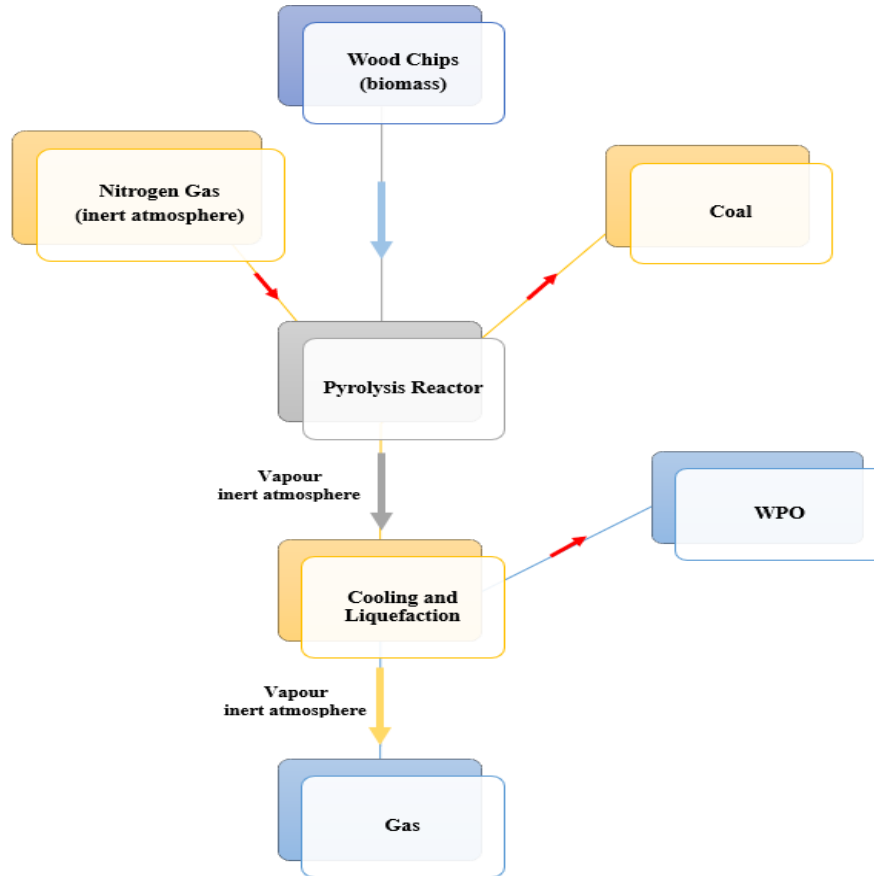 Wood Chips
(biomass)
Nitrogen Gas
(inert atmosphere)
Coal
Pyrolysis Reactor
Vapour
inert atmosphere
WPO
Cooling and
Liquefaction
Vapour
inert atmosphere
Gas